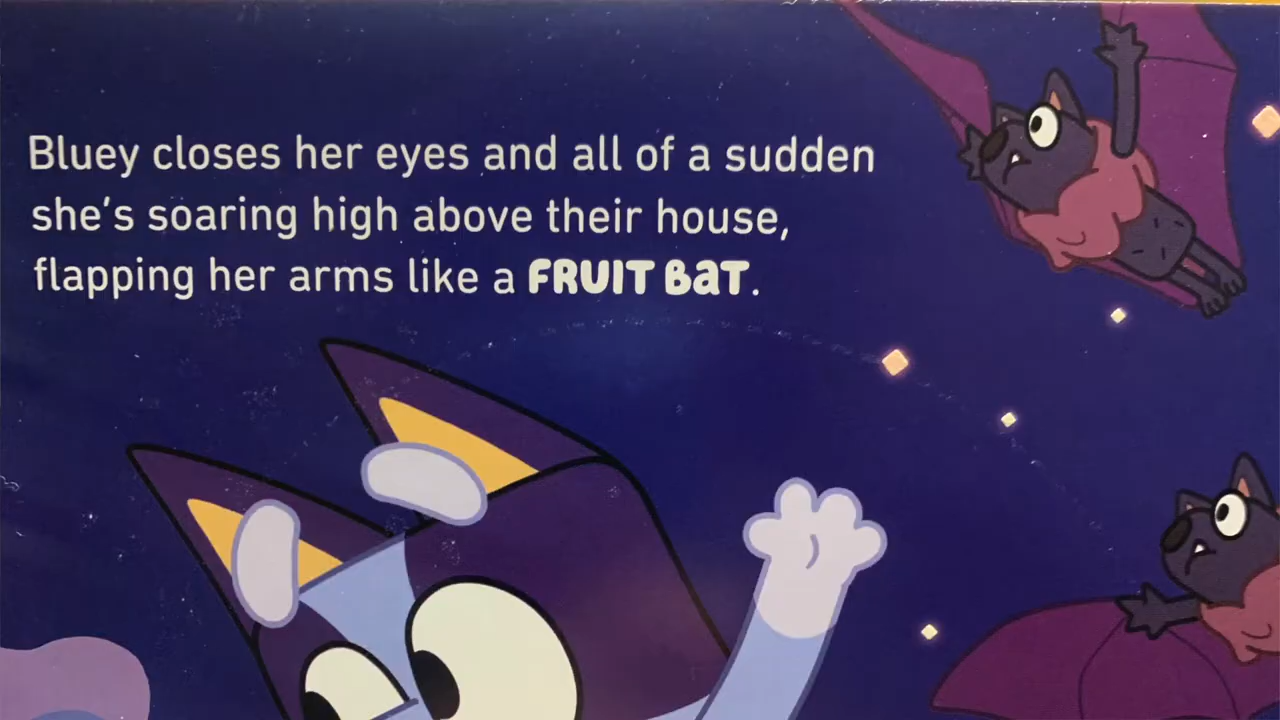 Bluey closes her eyes and all of a sudden
she's soaring high above their house,
flapping her arms like a FRUIT BaT.